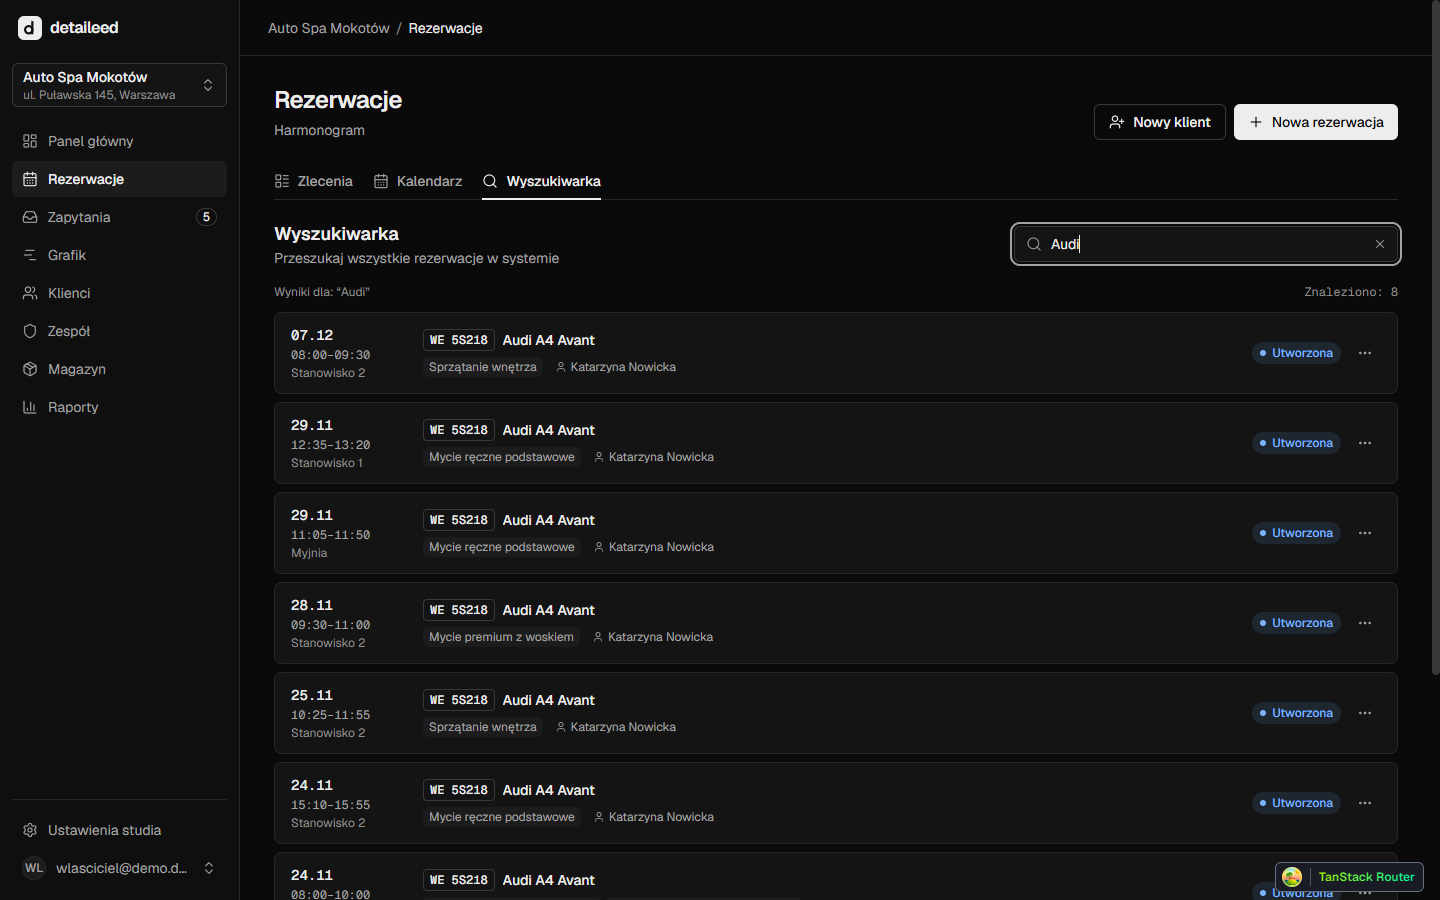 detaileed
Auto Spa Mokotów / Rezerwacje
Auto Spa Mokotów
ul. Puławska 145, Warszawa
Panel główny
Rezerwacje
Zapytania 5
Grafik
Klienci
Zespół
Magazyn
Raporty
Ustawienia studia
WL wlasciciel@demo.d...
Rezerwacje
Harmonogram
Nowy klient
Nowa rezerwacja
Zlecenia Kalendarz Wyszukiwarka
Wyszukiwarka
Przeszukaj wszystkie rezerwacje w systemie
Audi
Wyniki dla: “Audi”
Znaleziono: 8
07.12
08:00–09:30
Stanowisko 2
WE 5S218 Audi A4 Avant
Sprzątanie wnętrza Katarzyna Nowicka
Utworzona
29.11
12:35–13:20
Stanowisko 1
WE 5S218 Audi A4 Avant
Mycie ręczne podstawowe Katarzyna Nowicka
Utworzona
29.11
11:05–11:50
Myjnia
WE 5S218 Audi A4 Avant
Mycie ręczne podstawowe Katarzyna Nowicka
Utworzona
28.11
09:30–11:00
Stanowisko 2
WE 5S218 Audi A4 Avant
Mycie premium z woskiem Katarzyna Nowicka
Utworzona
25.11
10:25–11:55
Stanowisko 2
WE 5S218 Audi A4 Avant
Sprzątanie wnętrza Katarzyna Nowicka
Utworzona
24.11
15:10–15:55
Stanowisko 2
WE 5S218 Audi A4 Avant
Mycie ręczne podstawowe Katarzyna Nowicka
Utworzona
24.11
08:00–10:00
WE 5S218 Audi A4 Avant
Utworzona
TanStack Router